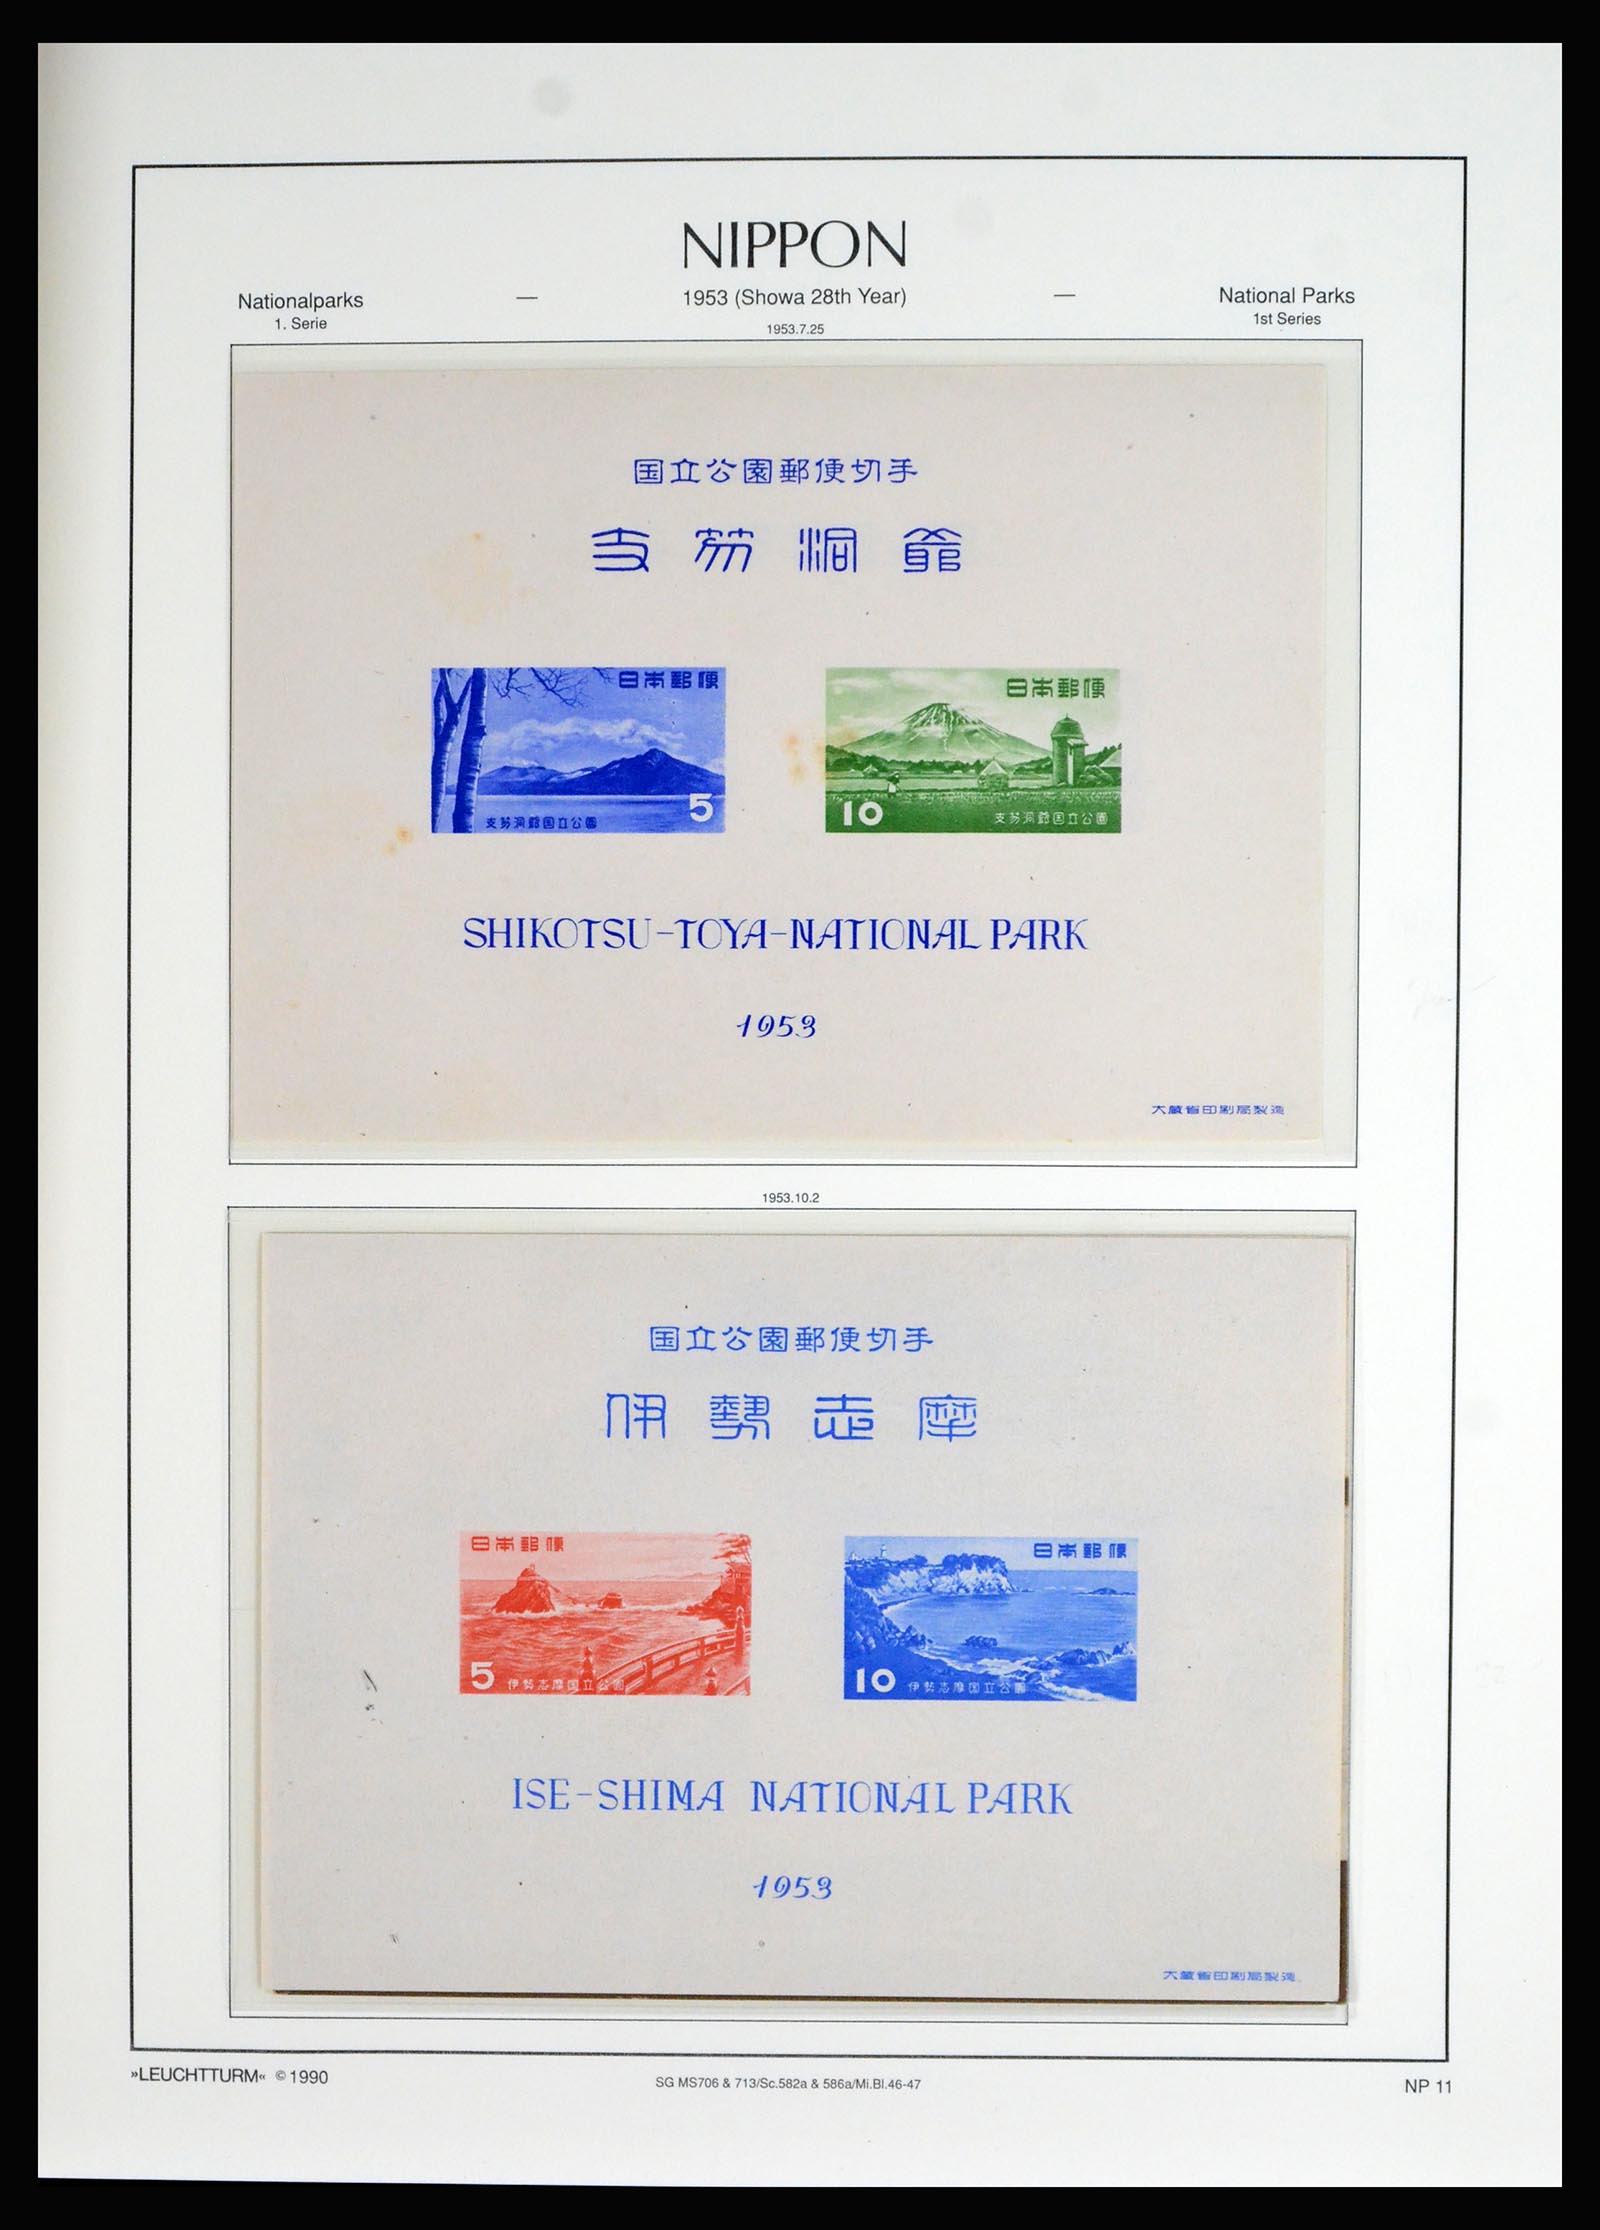 NIPPON
Nationalparks — 1953 (Showa 28th Year) — National Parks
1. Serie 1st Series
1953.7.25
国立公園郵便切手
支笏洞爺
日本郵便
5
支笏洞爺国立公園
日本郵便
10
支笏洞爺国立公園
SHIKOTSU-TOYA-NATIONAL PARK
1953
大蔵省印刷局製造
1953.10.2
国立公園郵便切手
伊勢志摩
日本郵便
5 伊勢志摩国立公園
日本郵便
10 伊勢志摩国立公園
ISE-SHIMA NATIONAL PARK
1953
大蔵省印刷局製造
»LEUCHTTURM« © 1990
SG MS706 & 713/Sc.582a & 586a/Mi.Bl.46-47
NP 11